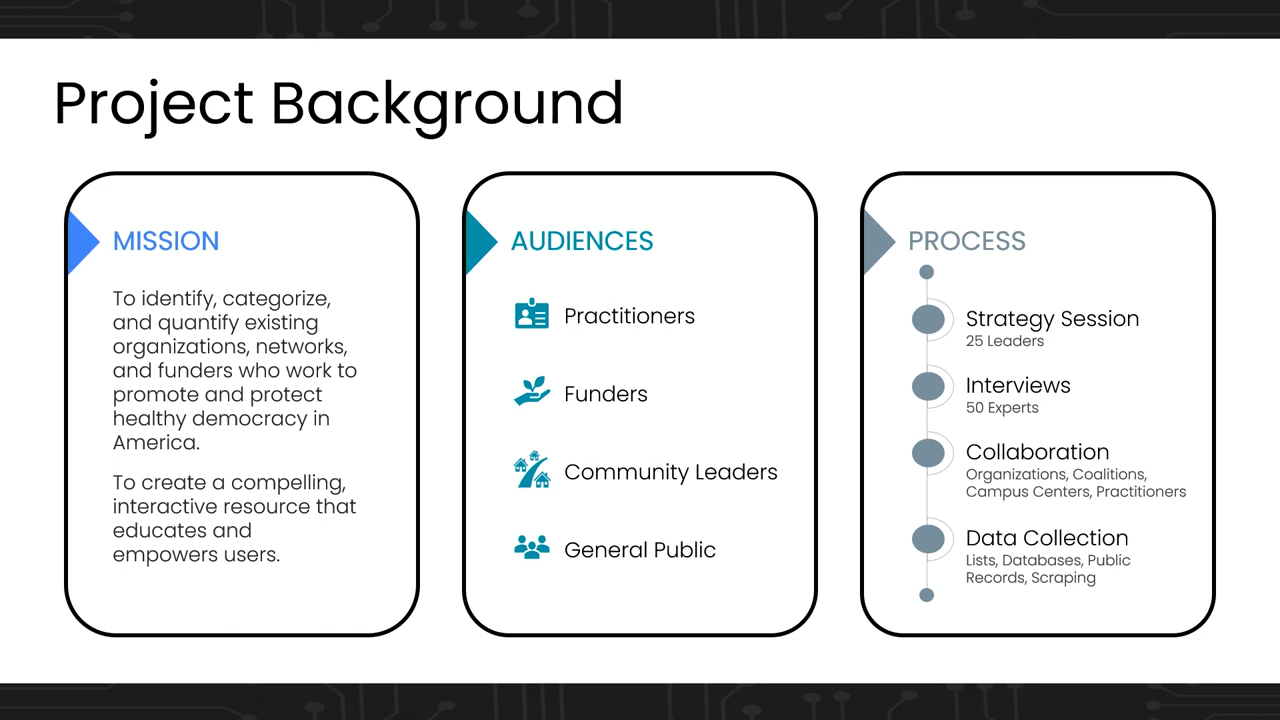 Project Background
MISSION
To identify, categorize,
and quantify existing
organizations, networks,
and funders who work to
promote and protect
healthy democracy in
America.
To create a compelling,
interactive resource that
educates and
empowers users.
AUDIENCES
Practitioners
Funders
Community Leaders
General Public
PROCESS
Strategy Session
25 Leaders
Interviews
50 Experts
Collaboration
Organizations, Coalitions,
Campus Centers, Practitioners
Data Collection
Lists, Databases, Public
Records, Scraping